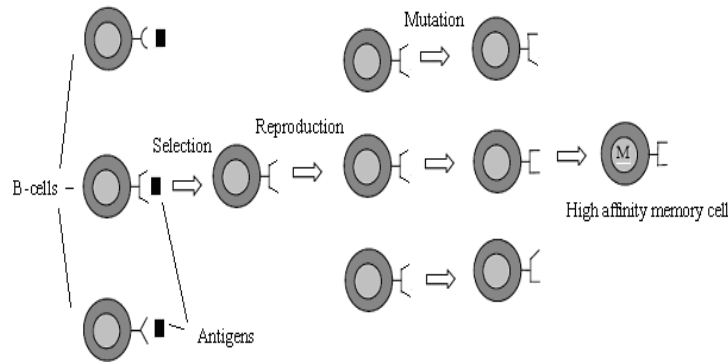 Mutation
Reproduction
Selection
M
B-cells
High affinity memory cell
Antigens